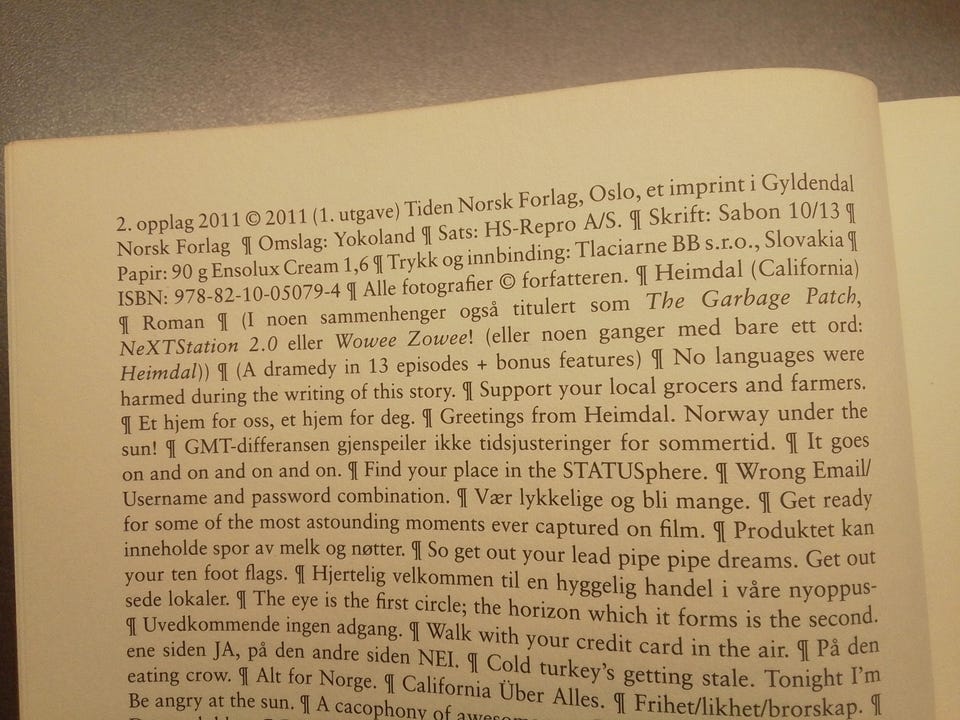 2. opplag 2011 © 2011 (1. utgave) Tiden Norsk Forlag, Oslo, et imprint i Gyldendal
Norsk Forlag ¶ Omslag: Yokoland ¶ Sats: HS-Repro A/S. ¶ Skrift: Sabon 10/13 ¶
Papir: 90 g Ensolux Cream 1,6 ¶ Trykk og innbinding: Tlaciarne BB s.r.o., Slovakia ¶
ISBN: 978-82-10-05079-4 ¶ Alle fotografier © forfatteren. ¶ Heimdal (California)
¶ Roman ¶ (I noen sammenhenger også titulert som The Garbage Patch,
NeXTStation 2.0 eller Wowee Zowee! (eller noen ganger med bare ett ord:
Heimdal)) ¶ (A dramedy in 13 episodes + bonus features) ¶ No languages were
harmed during the writing of this story. ¶ Support your local grocers and farmers.
¶ Et hjem for oss, et hjem for deg. ¶ Greetings from Heimdal. Norway under the
sun! ¶ GMT-differansen gjenspeiler ikke tidsjusteringer for sommertid. ¶ It goes
on and on and on and on. ¶ Find your place in the STATUSphere. ¶ Wrong Email/
Username and password combination. ¶ Vær lykkelige og bli mange. ¶ Get ready
for some of the most astounding moments ever captured on film. ¶ Produktet kan
inneholde spor av melk og nøtter. ¶ So get out your lead pipe pipe dreams. Get out
your ten foot flags. ¶ Hjertelig velkommen til en hyggelig handel i våre nyoppus-
sede lokaler. ¶ The eye is the first circle; the horizon which it forms is the second.
¶ Uvedkommende ingen adgang. ¶ Walk with your credit card in the air. ¶ På den
ene siden JA, på den andre siden NEI. ¶ Cold turkey's getting stale. Tonight I'm
eating crow. ¶ Alt for Norge. ¶ California Über Alles. ¶ Frihet/likhet/brorskap. ¶
Be angry at the sun. ¶ A cacophony of